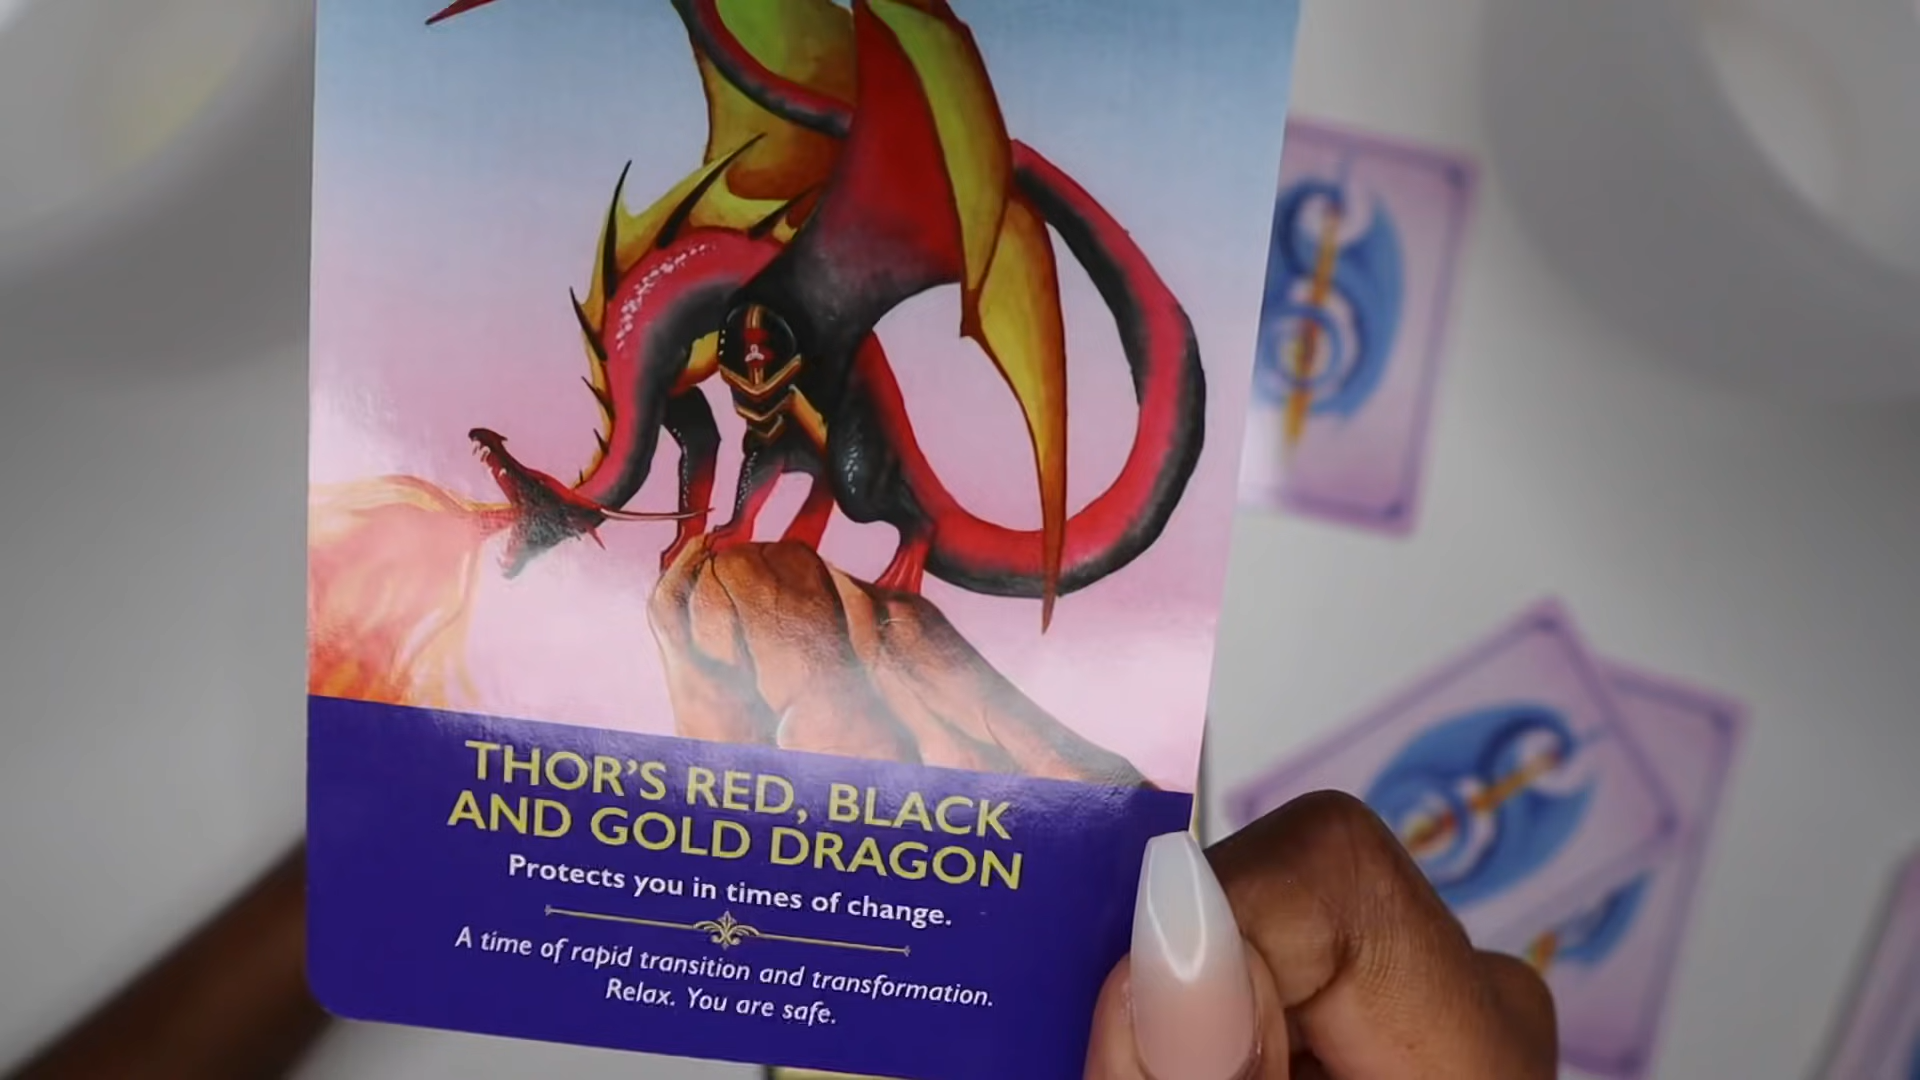 THOR'S RED, BLACK
AND GOLD DRAGON
Protects you in times of change.
A time of rapid transition and transformation.
Relax. You are safe.